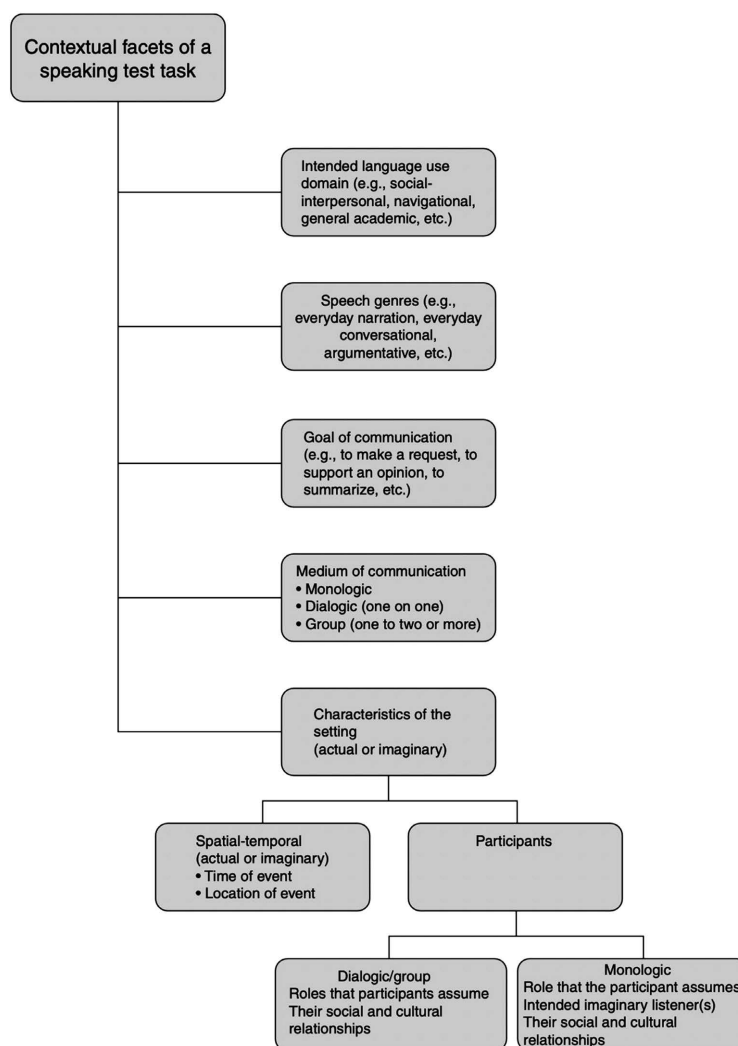 Contextual facets of a
speaking test task
Intended language use
domain (e.g., social-
interpersonal, navigational,
general academic, etc.)
Speech genres (e.g.,
everyday narration, everyday
conversational,
argumentative, etc.)
Goal of communication
(e.g., to make a request, to
support an opinion, to
summarize, etc.)
Medium of communication
• Monologic
• Dialogic (one on one)
• Group (one to two or more)
Characteristics of the
setting
(actual or imaginary)
Spatial-temporal
(actual or imaginary)
• Time of event
• Location of event
Participants
Dialogic/group
Roles that participants assume
Their social and cultural
relationships
Monologic
Role that the participant assumes
Intended imaginary listener(s)
Their social and cultural
relationships